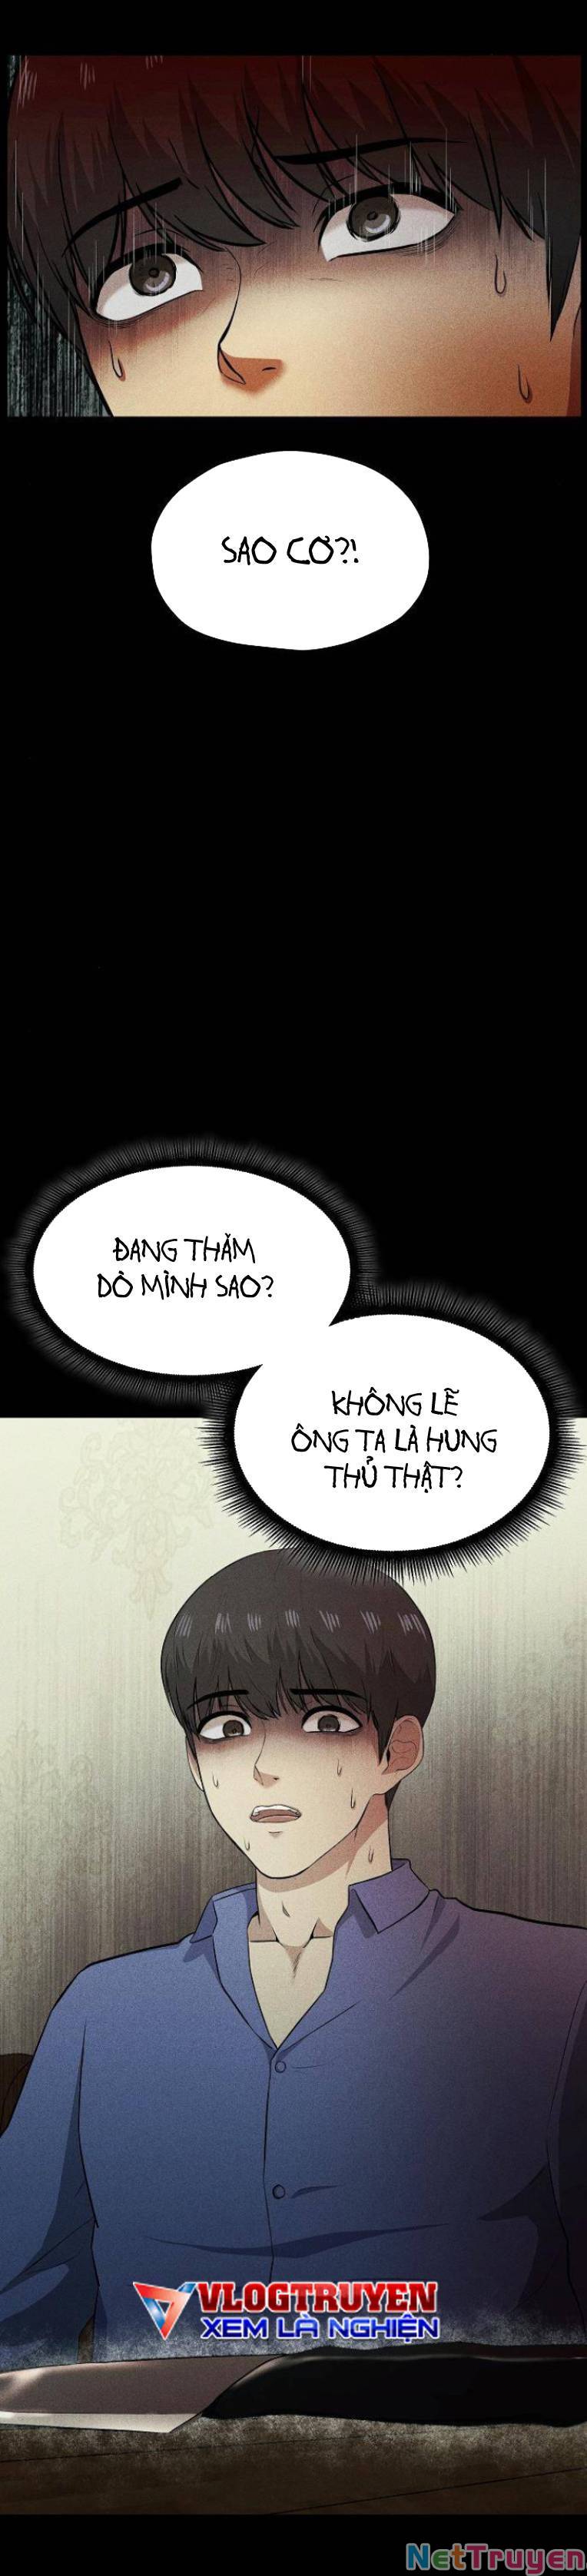 SAO CƠ?!
ĐANG THĂM
DÒ MÌNH SAO?
KHÔNG LẼ
ÔNG TA LÀ HUNG
THỦ THẬT?
VLOGTRUYEN
XEM LÀ NGHIỆN
NetTruyen